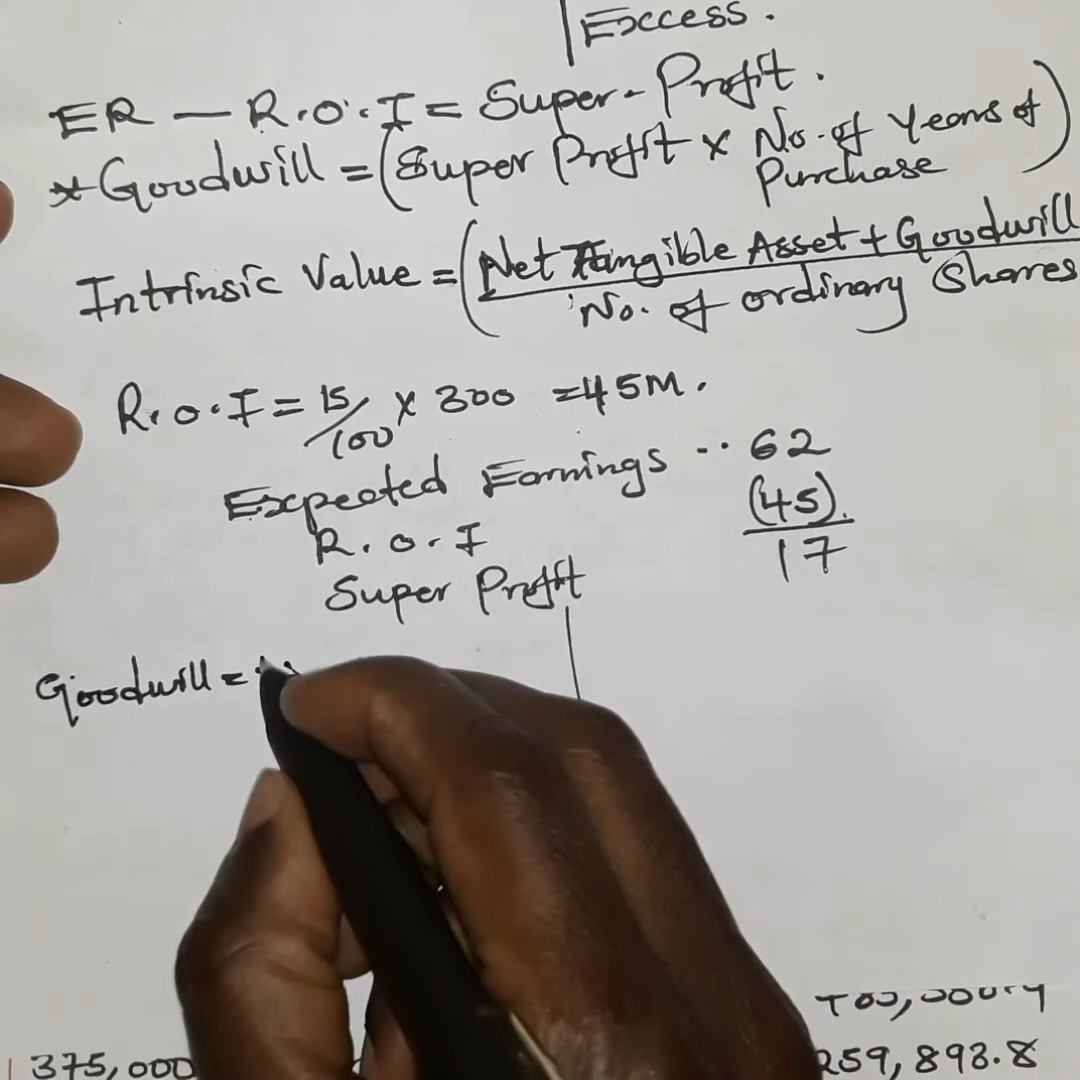 Excess.
ER – R.O.I = Super-Profit.
*Goodwill = (Super Profit x No. of Years of Purchase)
Intrinsic Value = (Net Tangible Asset + Goodwill
No. of ordinary Shares
R.O.I = 15/100 x 300 = 45M.
Expected Earnings .. 62
R.O.I (45).
Super Profit 17
Goodwill =
375,000
259,893.8